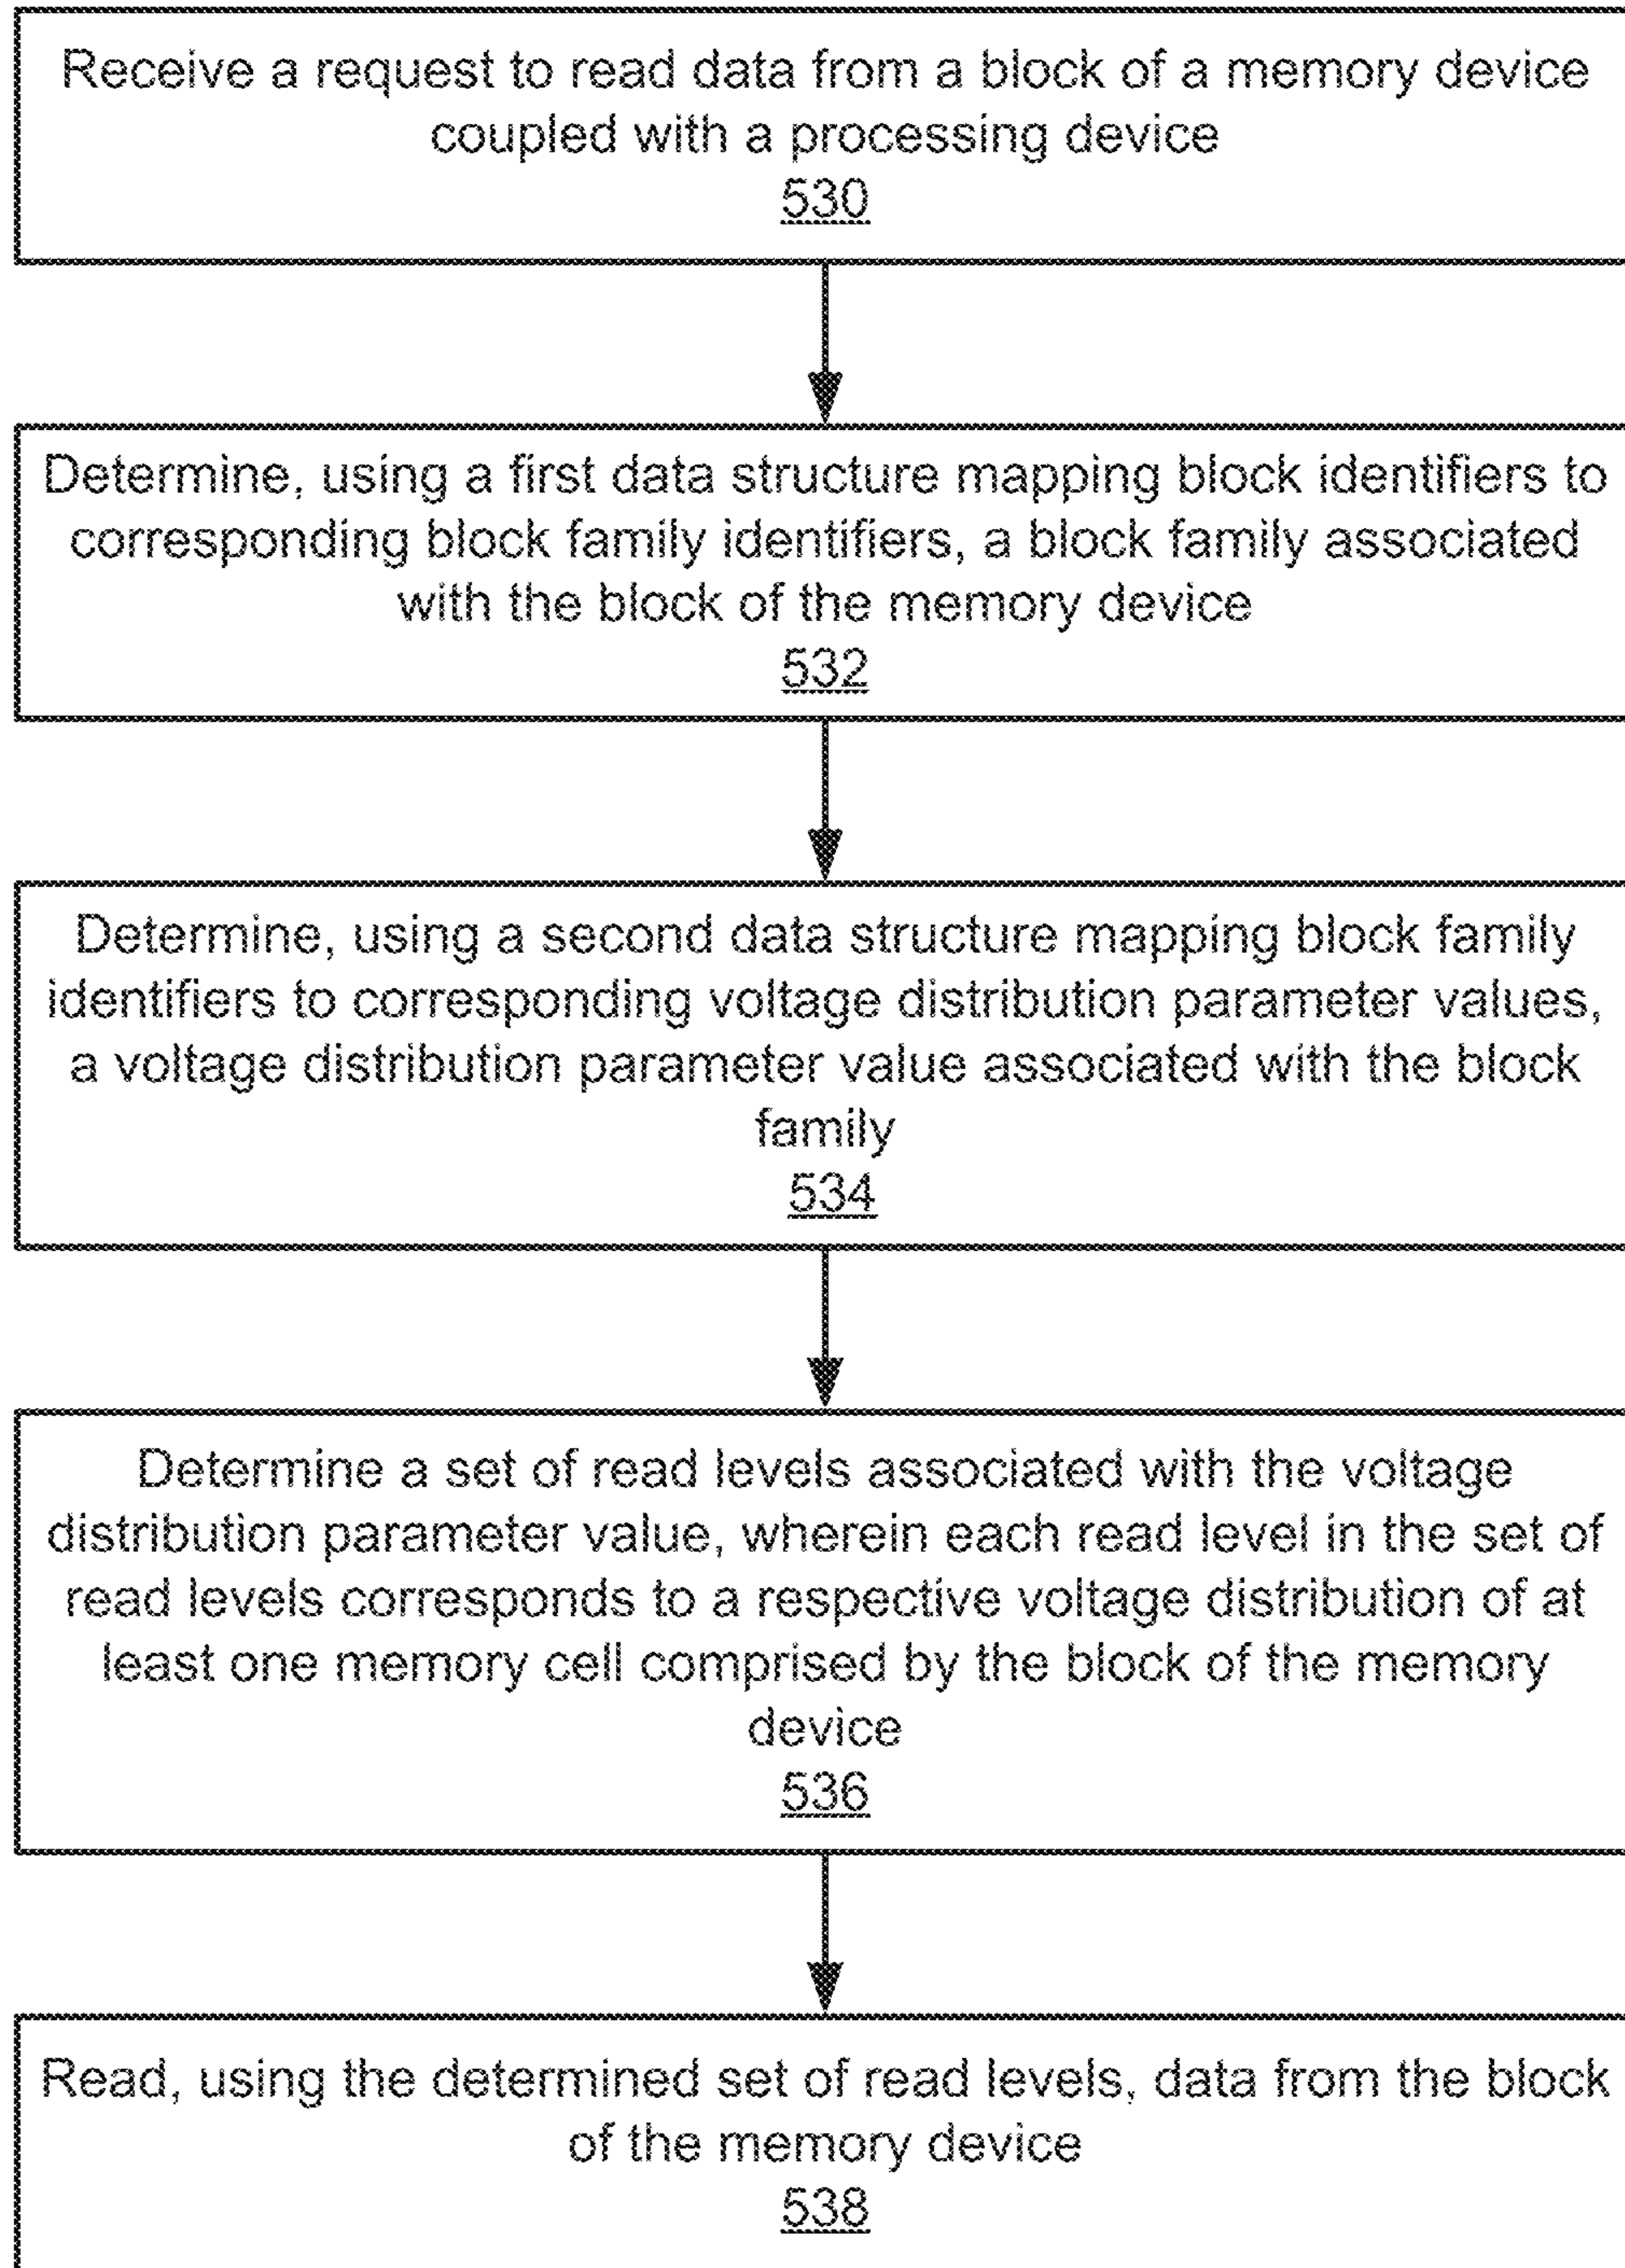 Receive a request to read data from a block of a memory device
coupled with a processing device
530
Determine, using a first data structure mapping block identifiers to
corresponding block family identifiers, a block family associated
with the block of the memory device
532
Determine, using a second data structure mapping block family
identifiers to corresponding voltage distribution parameter values,
a voltage distribution parameter value associated with the block
family
534
Determine a set of read levels associated with the voltage
distribution parameter value, wherein each read level in the set of
read levels corresponds to a respective voltage distribution of at
least one memory cell comprised by the block of the memory
device
536
Read, using the determined set of read levels, data from the block
of the memory device
538